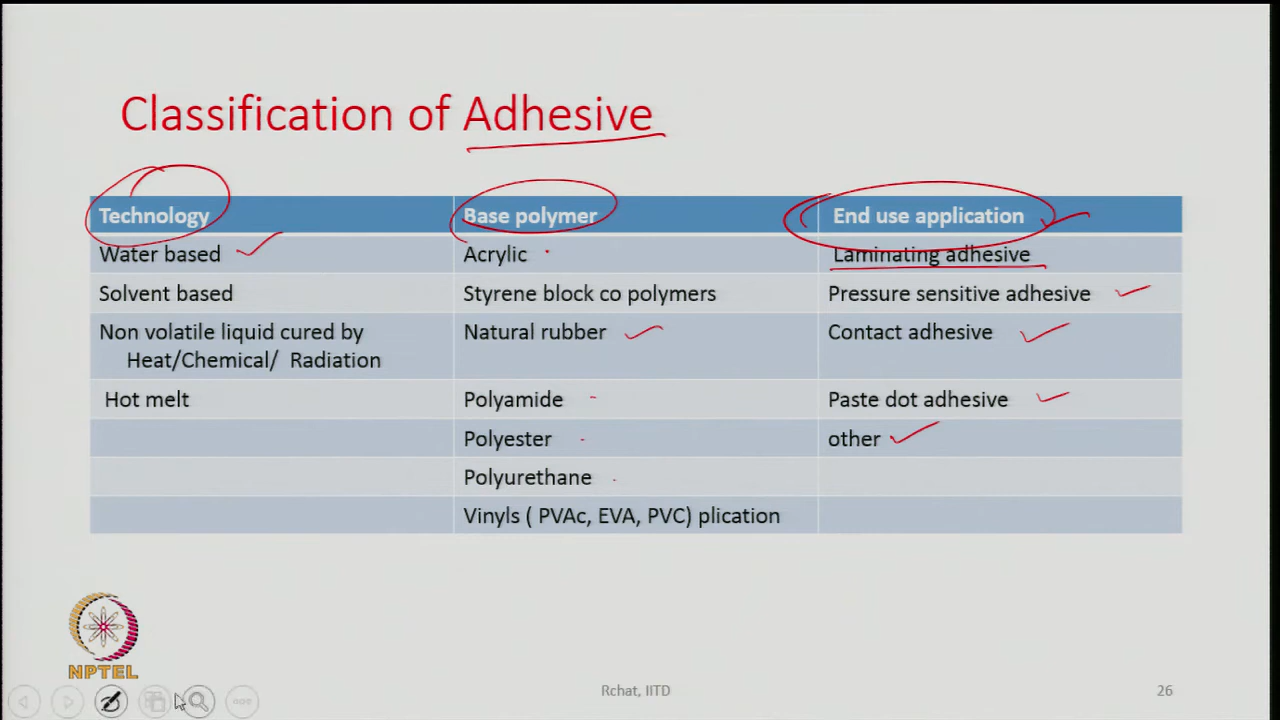 Classification of Adhesive
Technology Base polymer End use application
Water based Acrylic Laminating adhesive
Solvent based Styrene block co polymers Pressure sensitive adhesive
Non volatile liquid cured by Natural rubber Contact adhesive
Heat/Chemical/ Radiation
Hot melt Polyamide Paste dot adhesive
Polyester other
Polyurethane
Vinyls ( PVAc, EVA, PVC) plication
NPTEL
Rchat, IITD 26